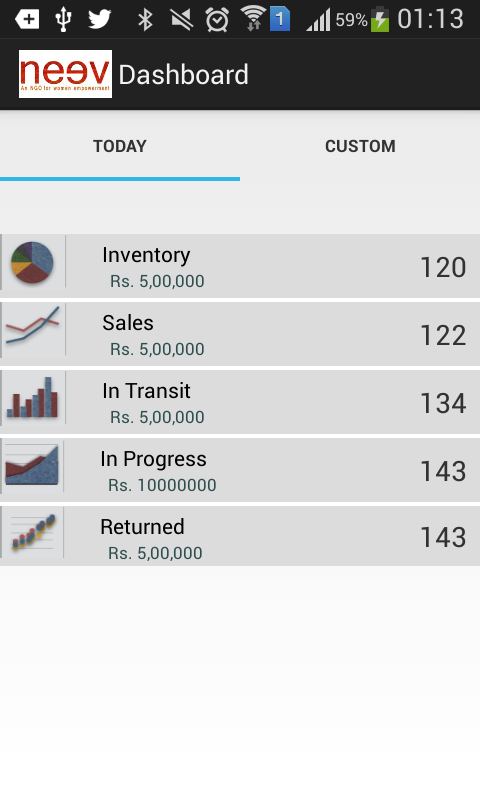 1 59% 01:13
neev Dashboard
An NGO for women empowerment
TODAY CUSTOM
Inventory
Rs. 5,00,000
120
Sales
Rs. 5,00,000
122
In Transit
Rs. 5,00,000
134
In Progress
Rs. 10000000
143
Returned
Rs. 5,00,000
143